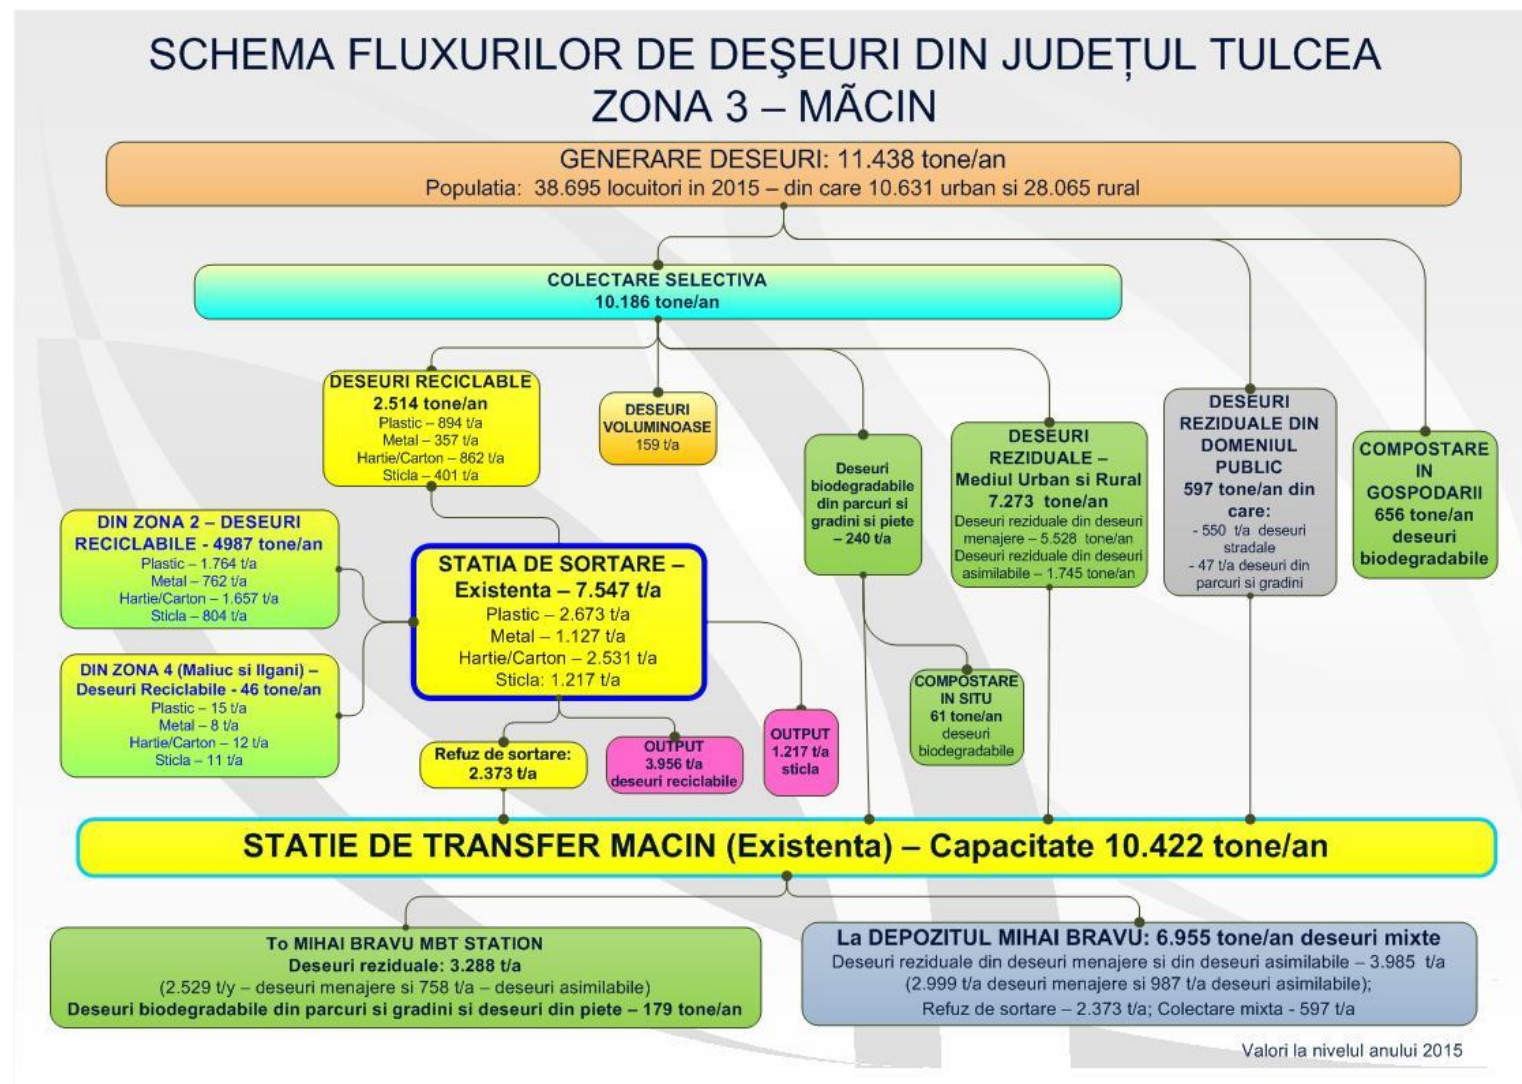 SCHEMA FLUXURILOR DE DEŞEURI DIN JUDEȚUL TULCEA
ZONA 3 – MÃCIN
GENERARE DESEURI: 11.438 tone/an
Populatia: 38.695 locuitori in 2015 – din care 10.631 urban si 28.065 rural
COLECTARE SELECTIVA
10.186 tone/an
DESEURI RECICLABLE
2.514 tone/an
Plastic – 894 t/a
Metal – 357 t/a
Hartie/Carton – 862 t/a
Sticla – 401 t/a
DESEURI
VOLUMINOASE
159 t/a
Deseuri
biodegradabile
din parcuri si
gradini si piete
– 240 t/a
DESEURI
REZIDUALE –
Mediul Urban si Rural
7.273 tone/an
Deseuri reziduale din deseuri
menajere – 5.528 tone/an
Deseuri reziduale din deseuri
asimilabile – 1.745 tone/an
DESEURI
REZIDUALE DIN
DOMENIUL
PUBLIC
597 tone/an din
care:
- 550 t/a deseuri
stradale
- 47 t/a deseuri din
parcuri si gradini
COMPOSTARE
IN
GOSPODARII
656 tone/an
deseuri
biodegradabile
DIN ZONA 2 – DESEURI
RECICLABILE - 4987 tone/an
Plastic – 1.764 t/a
Metal – 762 t/a
Hartie/Carton – 1.657 t/a
Sticla – 804 t/a
STATIA DE SORTARE –
Existenta – 7.547 t/a
Plastic – 2.673 t/a
Metal – 1.127 t/a
Hartie/Carton – 2.531 t/a
Sticla: 1.217 t/a
DIN ZONA 4 (Maliuc si Ilgani) –
Deseuri Reciclabile - 46 tone/an
Plastic – 15 t/a
Metal – 8 t/a
Hartie/Carton – 12 t/a
Sticla – 11 t/a
Refuz de sortare:
2.373 t/a
OUTPUT
3.956 t/a
deseuri reciclabile
OUTPUT
1.217 t/a
sticla
COMPOSTARE
IN SITU
61 tone/an
deseuri
biodegradabile
STATIE DE TRANSFER MACIN (Existenta) – Capacitate 10.422 tone/an
To MIHAI BRAVU MBT STATION
Deseuri reziduale: 3.288 t/a
(2.529 t/y – deseuri menajere si 758 t/a – deseuri asimilabile)
Deseuri biodegradabile din parcuri si gradini si deseuri din piete – 179 tone/an
La DEPOZITUL MIHAI BRAVU: 6.955 tone/an deseuri mixte
Deseuri reziduale din deseuri menajere si din deseuri asimilabile – 3.985 t/a
(2.999 t/a deseuri menajere si 987 t/a deseuri asimilabile);
Refuz de sortare – 2.373 t/a; Colectare mixta - 597 t/a
Valori la nivelul anului 2015